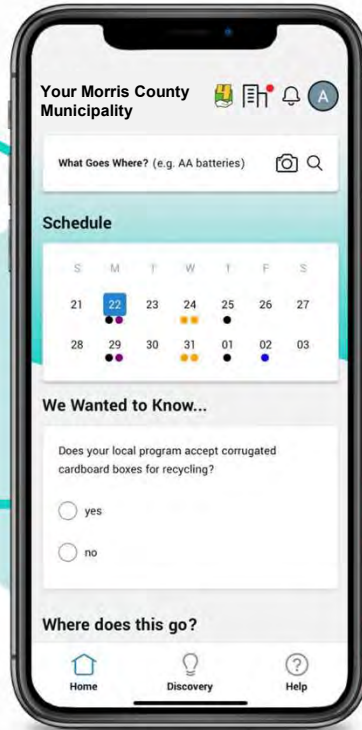 Your Morris County
Municipality
A
What Goes Where? (e.g. AA batteries)
Schedule
S M T W T F S
21 22 23 24 25 26 27
28 29 30 31 01 02 03
We Wanted to Know...
Does your local program accept corrugated
cardboard boxes for recycling?
yes
no
Where does this go?
Home Discovery Help